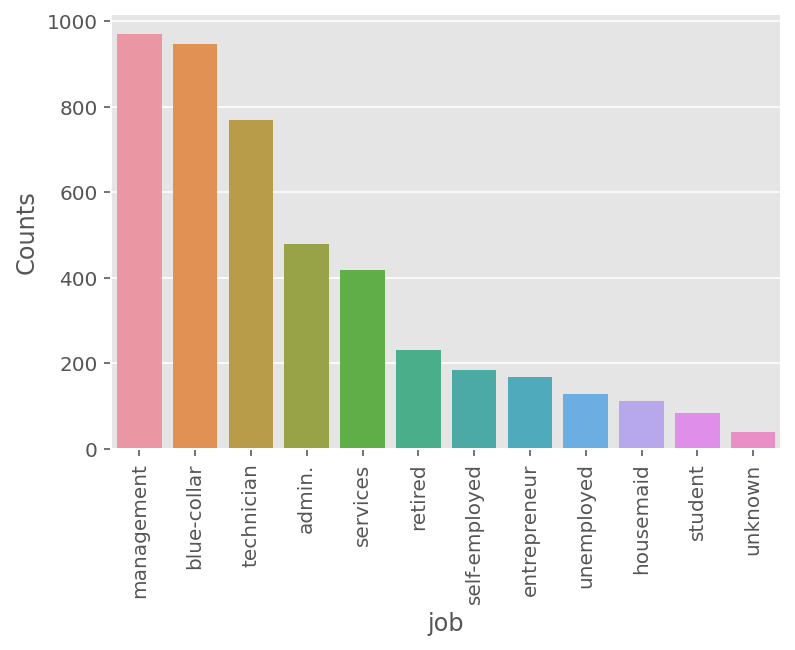 1000
800
600
400
200
0
Counts
management
blue-collar
technician
admin.
services
retired
self-employed
entrepreneur
unemployed
housemaid
student
unknown
job